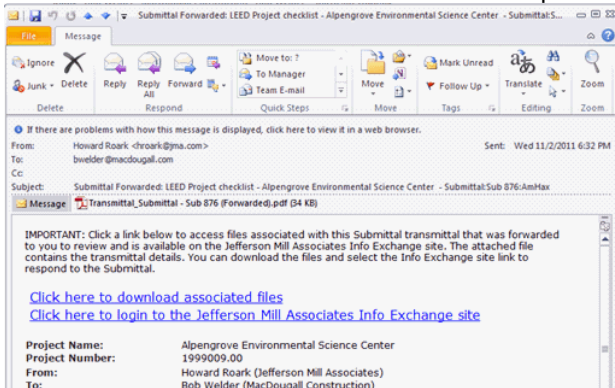 Submittal Forwarded: LEED Project checklist - Alpengrove Environmental Science Center - Submittal:S...
File Message
Ignore
Junk
Delete
Reply
Reply All
Forward
Move to: ?
To Manager
Team E-mail
Move
Mark Unread
Follow Up
Translate
Zoom
Delete Respond Quick Steps Move Tags Editing Zoom
If there are problems with how this message is displayed, click here to view it in a web browser.
From: Howard Roark <hroark@jma.com> Sent: Wed 11/2/2011 6:32 PM
To: bwelder@macdougall.com
Cc:
Subject: Submittal Forwarded: LEED Project checklist - Alpengrove Environmental Science Center - Submittal:Sub 876:AmHax
Message Transmittal_Submittal - Sub 876 (Forwarded).pdf (34 KB)
IMPORTANT: Click a link below to access files associated with this Submittal transmittal that was forwarded
to you to review and is available on the Jefferson Mill Associates Info Exchange site. The attached file
contains the transmittal details. You can download the files and select the Info Exchange site link to
respond to the Submittal.
Click here to download associated files
Click here to login to the Jefferson Mill Associates Info Exchange site
Project Name: Alpengrove Environmental Science Center
Project Number: 1999009.00
From: Howard Roark (Jefferson Mill Associates)
To: Bob Welder (MacDougall Construction)